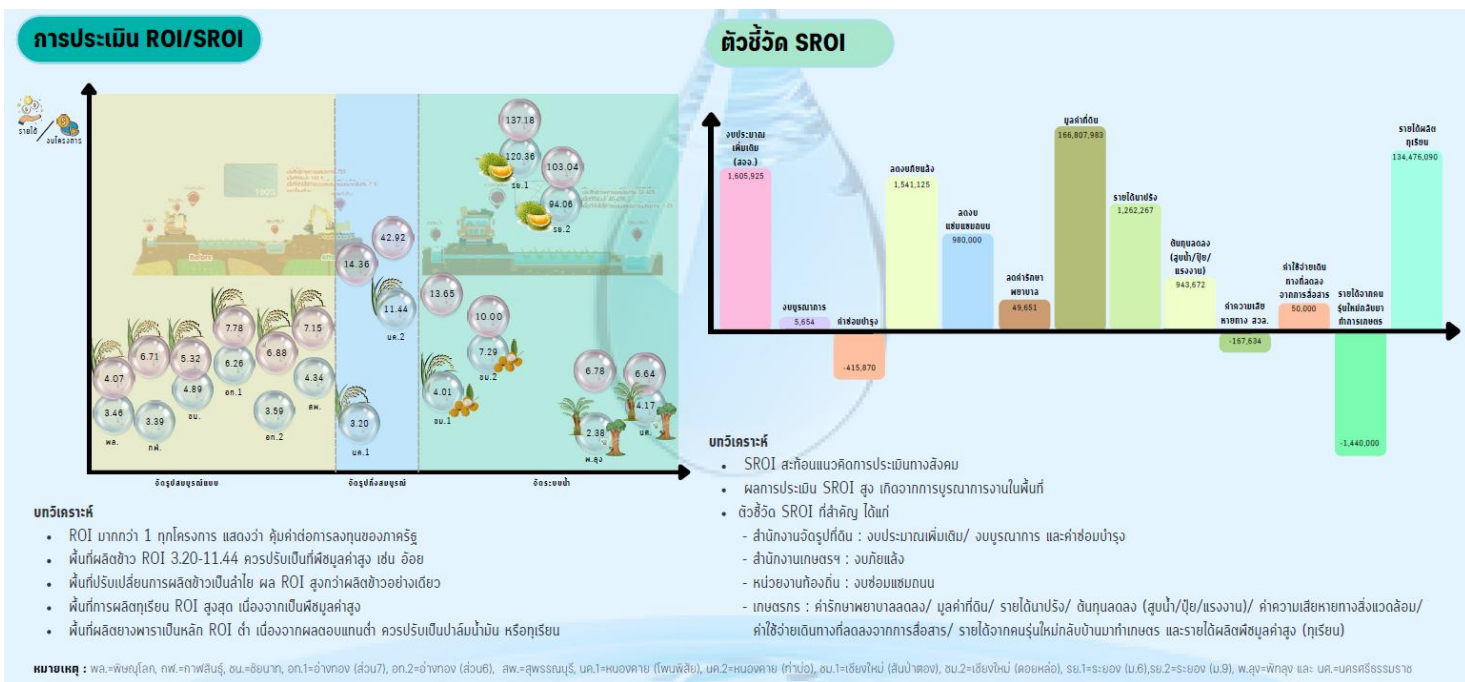 การประเมิน ROI/SROI
รายได้
งบโครงการ
137.18
120.36
รย.1
103.04
94.06
รย.2
42.92
14.36
11.44
นค.2
13.65
10.00
7.29
ชม.2
4.01
ชม.1
7.78
6.26
อท.1
7.15
4.34
สพ.
6.71
3.39
กฬ.
5.32
4.89
ชน.
6.88
3.59
อท.2
4.07
3.46
พล.
3.20
นค.1
6.78
2.38
พ.ลุง
6.64
4.17
นศ.
จัดรูปสมบูรณ์แบบ
จัดรูปกึ่งสมบูรณ์
จัดระบบน้ำ
บทวิเคราะห์
• ROI มากกว่า 1 ทุกโครงการ แสดงว่า คุ้มค่าต่อการลงทุนของภาครัฐ
• พื้นที่ผลิตข้าว ROI 3.20-11.44 ควรปรับเป็นที่พืชมูลค่าสูง เช่น อ้อย
• พื้นที่ปรับเปลี่ยนการผลิตข้าวเป็นลำไย ผล ROI สูงกว่าผลิตข้าวอย่างเดียว
• พื้นที่การผลิตทุเรียน ROI สูงสุด เนื่องจากเป็นพืชมูลค่าสูง
• พื้นที่ผลิตยางพาราเป็นหลัก ROI ต่ำ เนื่องจากผลตอบแทนต่ำ ควรปรับเป็นปาล์มน้ำมัน หรือทุเรียน
ตัวชี้วัด SROI
งบประมาณ
เพิ่มเติม
(สจจ.)
1,605,925
งบบูรณาการ
5,654
ค่าซ่อมบำรุง
-415,870
ลดงบภัยแล้ง
1,541,125
ลดงบ
แซ่มแซมถนน
980,000
ลดค่ารักษา
พยาบาล
49,651
มูลค่าที่ดิน
166,807,983
รายได้นาปรัง
1,262,267
ต้นทุนลดลง
(สูบน้ำ/ปุ๋ย/
แรงงาน)
943,672
ค่าความเสีย
หายทาง สวล.
-167,634
ค่าใช้จ่ายเดิน
ทางที่ลดลง
จากการสื่อสาร
50,000
รายได้จากคน
รุ่นใหม่กลับมา
ทำการเกษตร
-1,440,000
รายได้ผลิต
ทุเรียน
134,476,090
บทวิเคราะห์
• SROI สะท้อนแนวคิดการประเมินทางสังคม
• ผลการประเมิน SROI สูง เกิดจากการบูรณาการงานในพื้นที่
• ตัวชี้วัด SROI ที่สำคัญ ได้แก่
- สำนักงานจัดรูปที่ดิน : งบประมาณเพิ่มเติม/ งบบูรณาการ และค่าซ่อมบำรุง
- สำนักงานเกษตรฯ : งบภัยแล้ง
- หน่วยงานท้องถิ่น : งบซ่อมแซมถนน
- เกษตรกร : ค่ารักษาพยาบาลลดลง/ มูลค่าที่ดิน/ รายได้นาปรัง/ ต้นทุนลดลง (สูบน้ำ/ปุ๋ย/แรงงาน)/ ค่าความเสียหายทางสิ่งแวดล้อม/
ค่าใช้จ่ายเดินทางที่ลดลงจากการสื่อสาร/ รายได้จากคนรุ่นใหม่กลับบ้านมาทำเกษตร และรายได้ผลิตพืชมูลค่าสูง (ทุเรียน)
หมายเหตุ : พล.=พิษณุโลก, กฬ.=กาฬสินธุ์, ชน.=ชัยนาท, อท.1=อ่างทอง (ส่วน7), อท.2=อ่างทอง (ส่วน6), สพ.=สุพรรณบุรี, นค.1=หนองคาย (โพนพิสัย), นค.2=หนองคาย (ท่าบ่อ), ชม.1=เชียงใหม่ (สันป่าตอง), ชม.2=เชียงใหม่ (ดอยหล่อ), รย.1=ระยอง (ม.6),รย.2=ระยอง (ม.9), พ.ลุง=พัทลุง และ นศ.=นครศรีธรรมราช